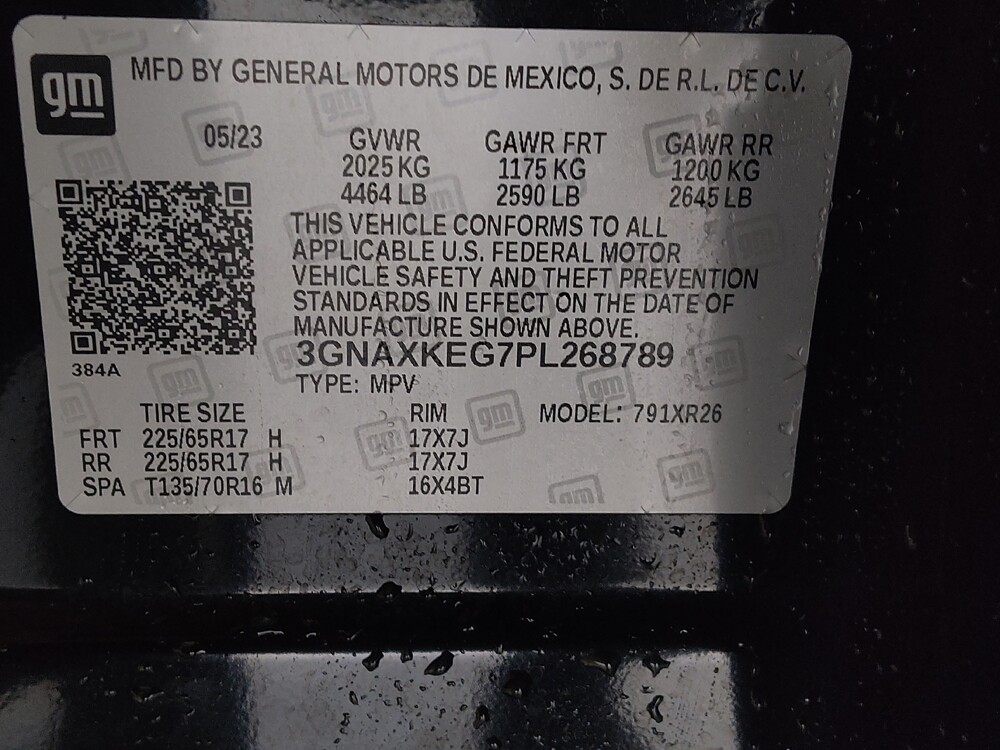 gm MFD BY GENERAL MOTORS DE MEXICO, S. DE R.L. DE C.V.
05/23 GVWR GAWR FRT GAWR RR
2025 KG 1175 KG 1200 KG
4464 LB 2590 LB 2645 LB
THIS VEHICLE CONFORMS TO ALL
APPLICABLE U.S. FEDERAL MOTOR
VEHICLE SAFETY AND THEFT PREVENTION
STANDARDS IN EFFECT ON THE DATE OF
MANUFACTURE SHOWN ABOVE.
3GNAXKEG7PL268789
384A
TYPE: MPV
TIRE SIZE RIM MODEL: 791XR26
FRT 225/65R17 H 17X7J
RR 225/65R17 H 17X7J
SPA T135/70R16 M 16X4BT